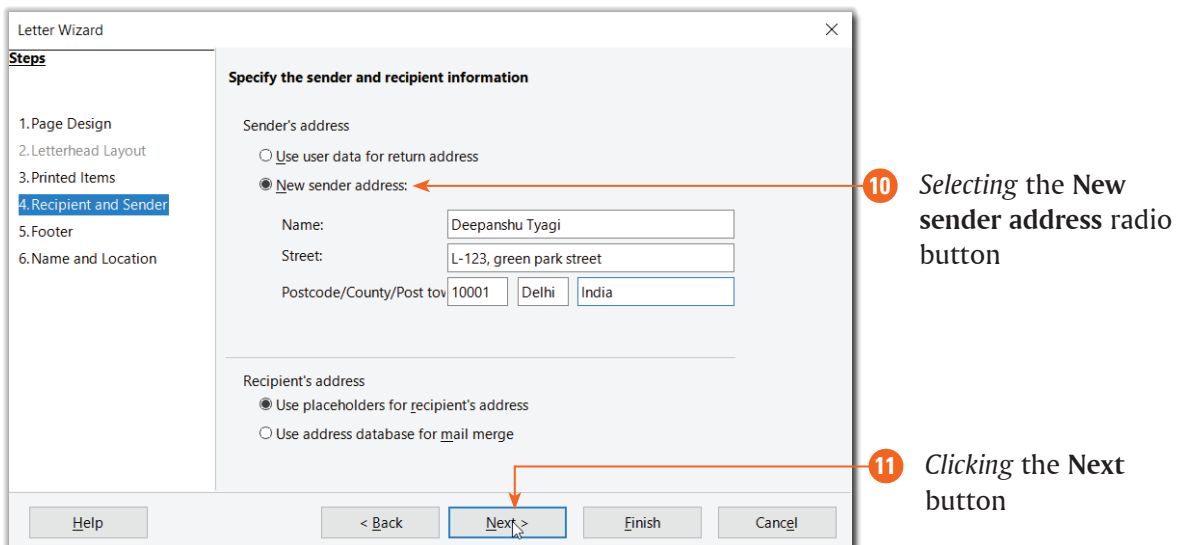 Letter Wizard
Steps
Specify the sender and recipient information
1. Page Design
2. Letterhead Layout
3. Printed Items
4. Recipient and Sender
5. Footer
6. Name and Location
Sender's address
Use user data for return address
New sender address:
Name: Deepanshu Tyagi
Street: L-123, green park street
Postcode/County/Post tov 10001 Delhi India
Recipient's address
Use placeholders for recipient's address
Use address database for mail merge
Help < Back Next > Finish Cancel
10 Selecting the New
sender address radio
button
11 Clicking the Next
button